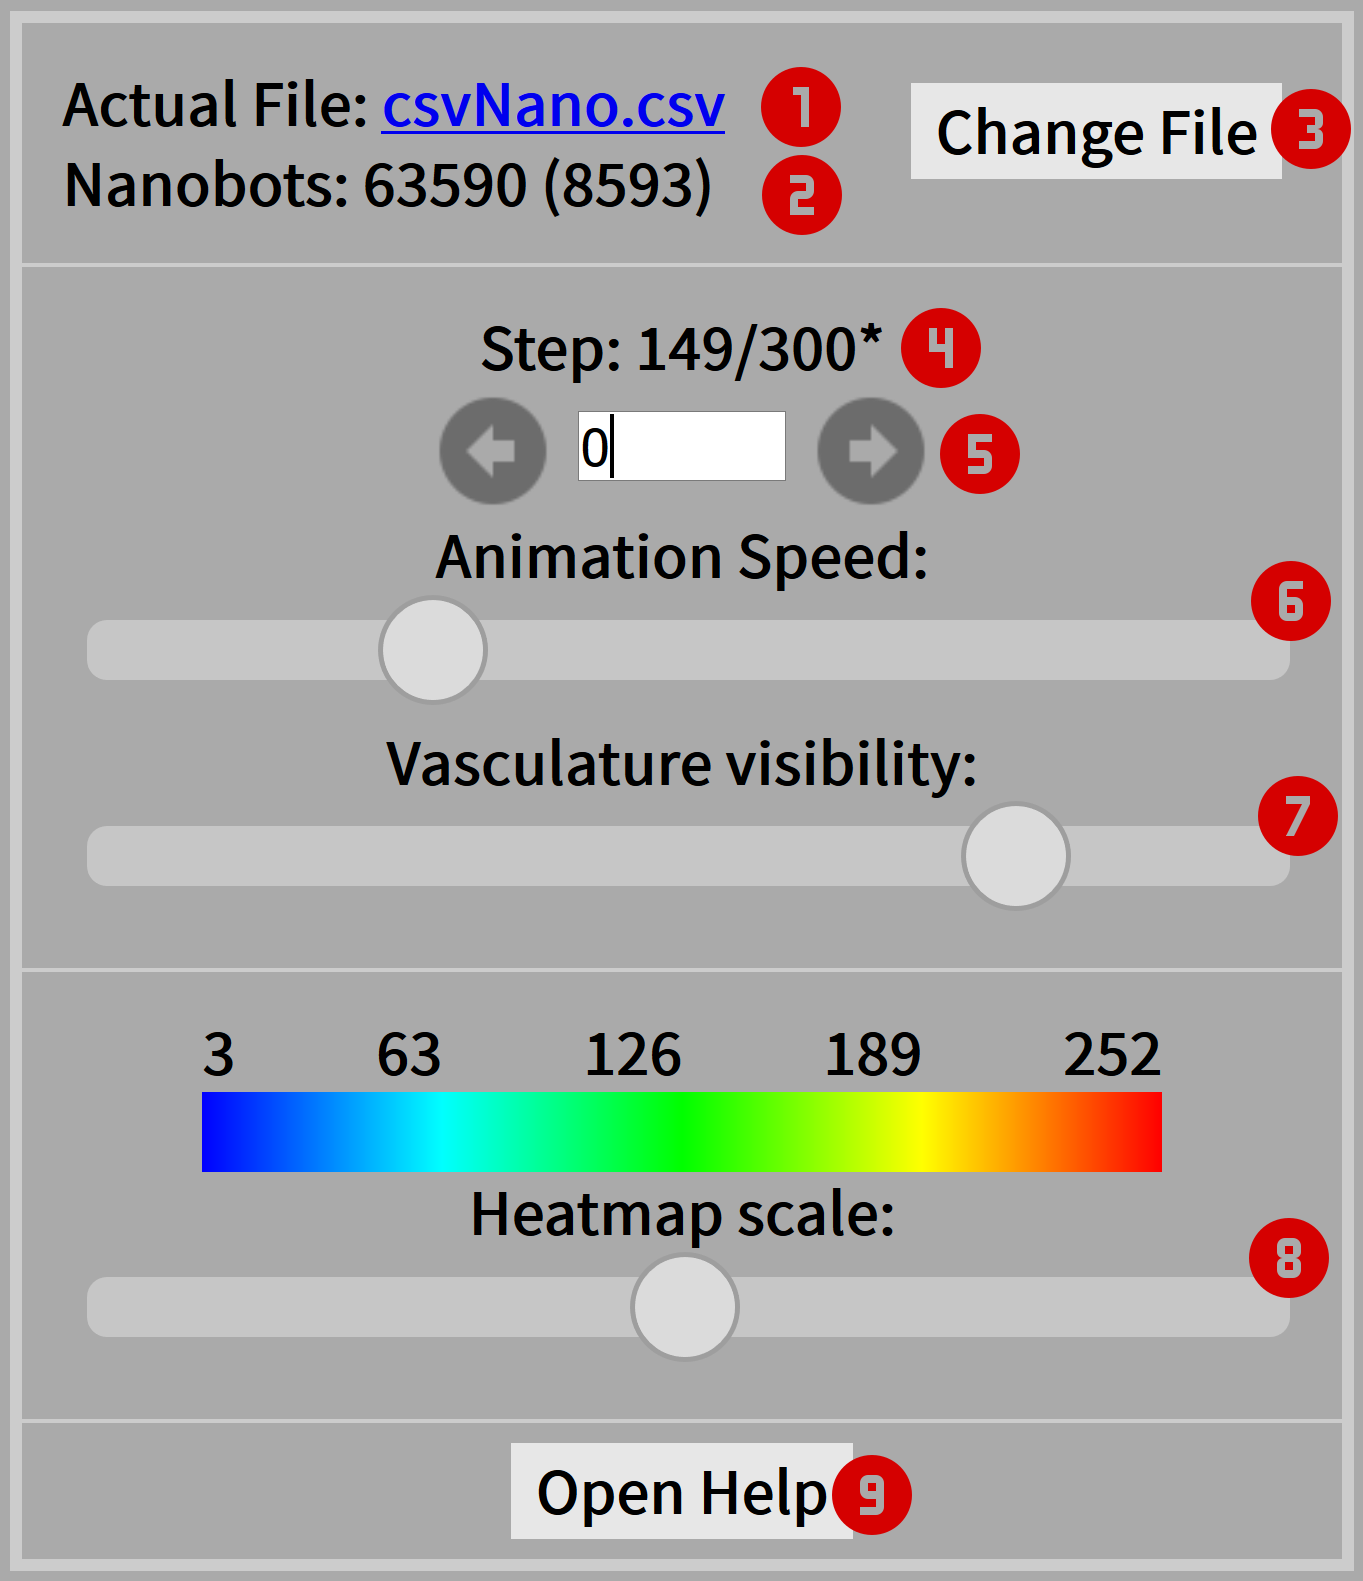 Actual File: csvNano.csv 1
Change File 3
Nanobots: 63590 (8593) 2
Step: 149/300* 4
0 5
Animation Speed:
6
Vasculature visibility:
7
3 63 126 189 252
Heatmap scale:
8
Open Help 9